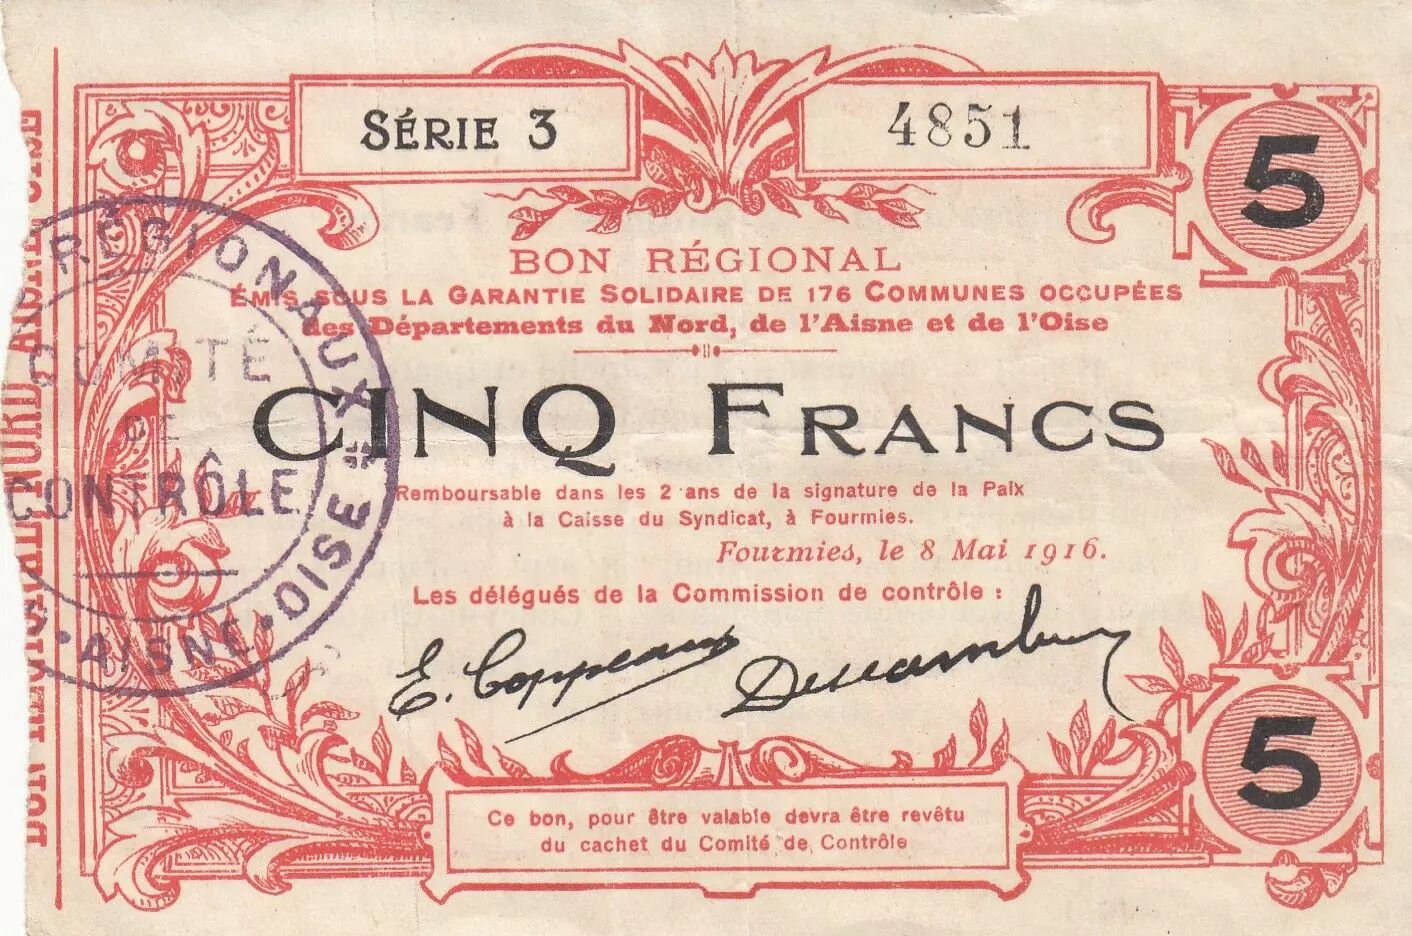 SÉRIE 3
4851
5
BON RÉGIONAL
ÉMIS SOUS LA GARANTIE SOLIDAIRE DE 176 COMMUNES OCCUPÉES
des Départements du Nord, de l'Aisne et de l'Oise
CINQ FRANCS
Remboursable dans les 2 ans de la signature de la Paix
à la Caisse du Syndicat, à Fourmies.
Fourmies, le 8 Mai 1916.
Les délégués de la Commission de contrôle :
E. Coppeaux
5
Ce bon, pour être valable devra être revêtu
du cachet du Comité de Contrôle
RÉGIONAUX
COMITÉ
DE
CONTRÔLE
AISNE · OISE